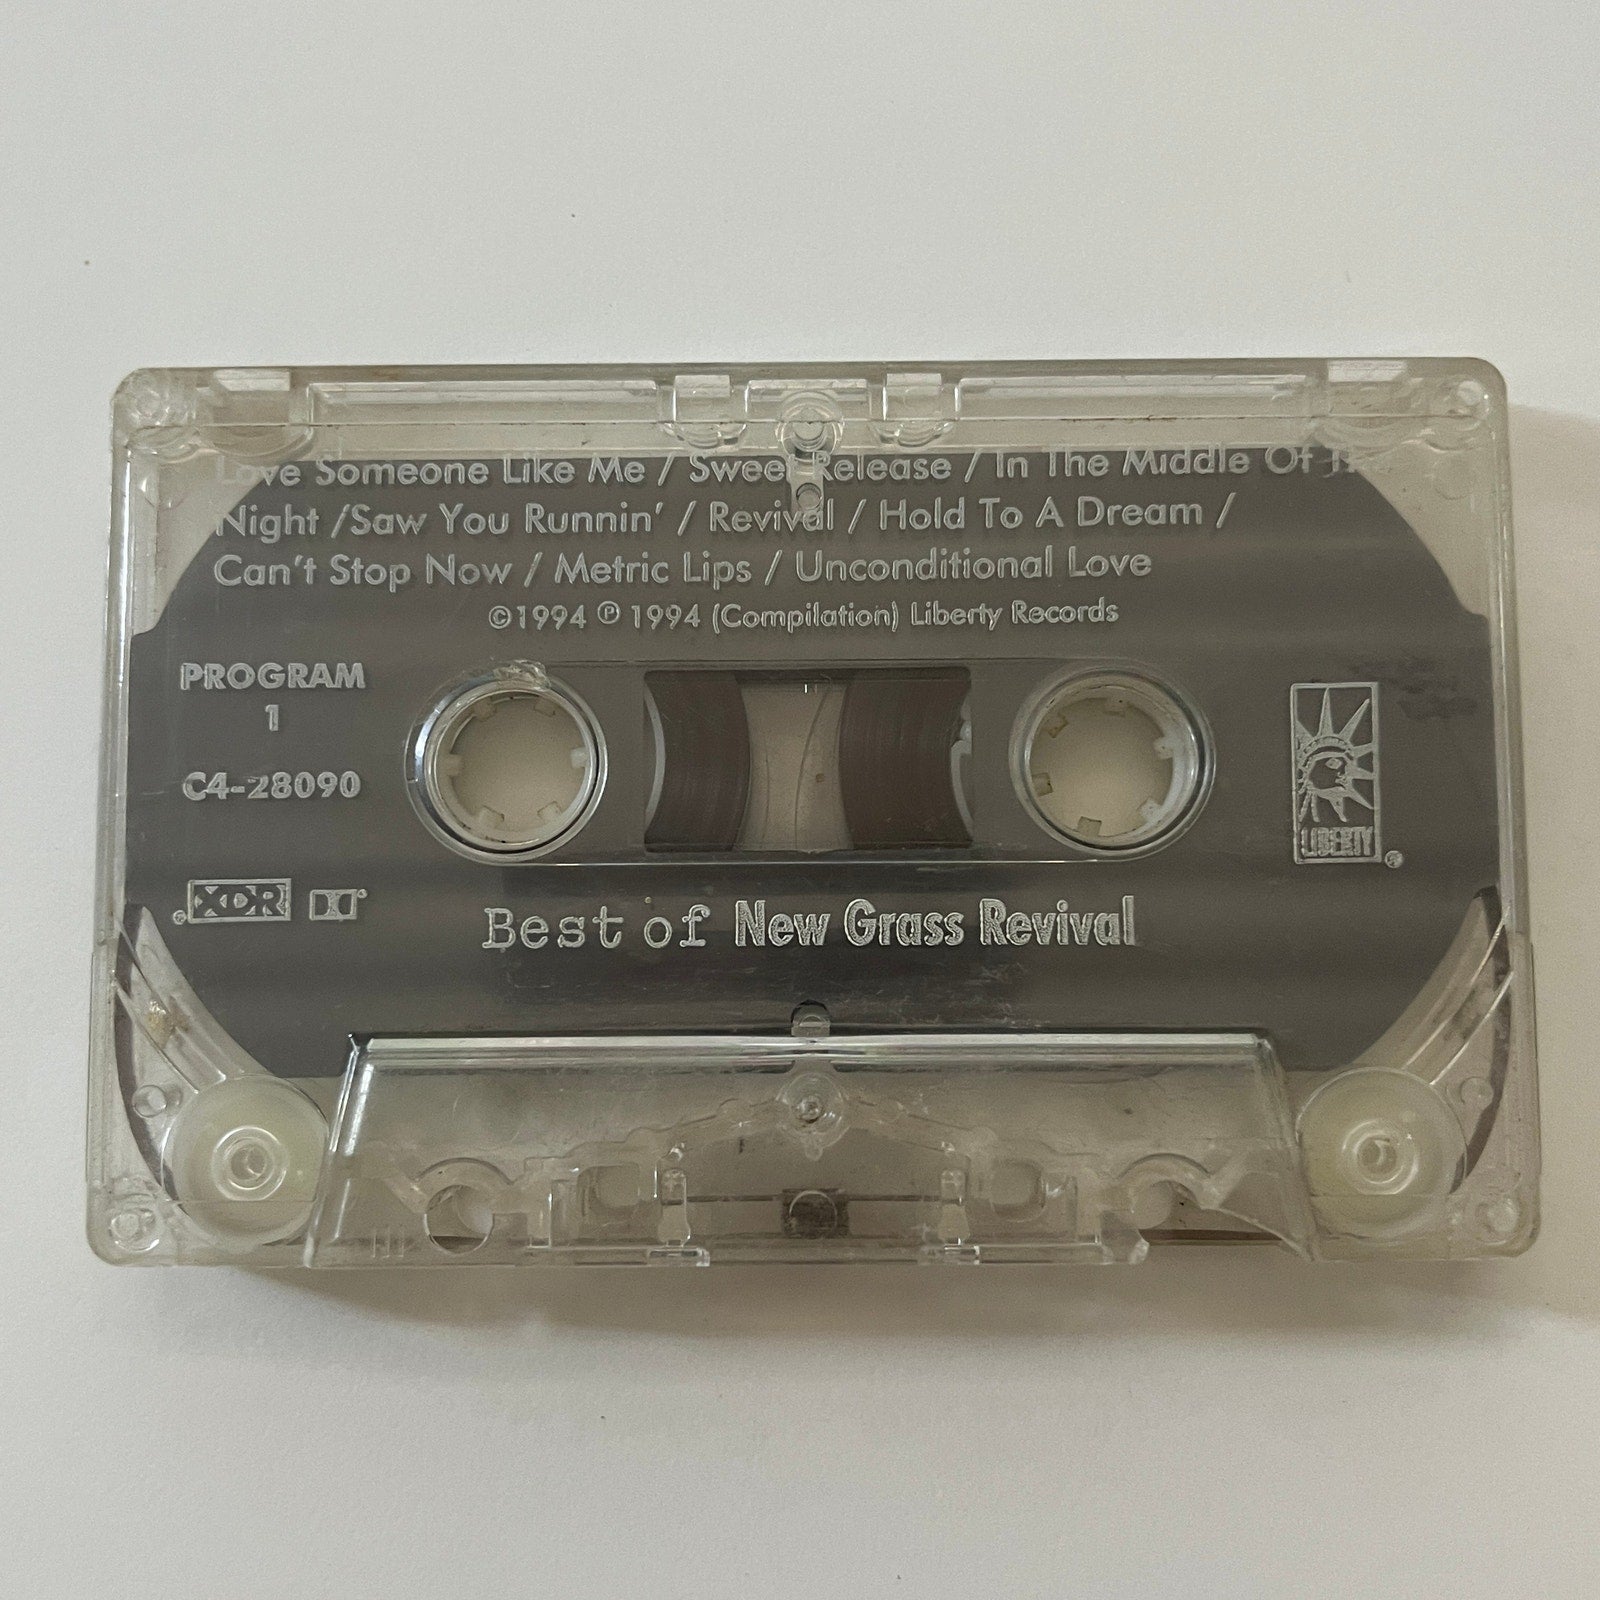 Love Someone Like Me / Sweet Release / In The Middle Of
Night /Saw You Runnin' / Revival / Hold To A Dream /
Can't Stop Now / Metric Lips / Unconditional Love
©1994 ℗ 1994 (Compilation) Liberty Records
PROGRAM
1
C4-28090
LIBERTY®
®XDR
Best of New Grass Revival